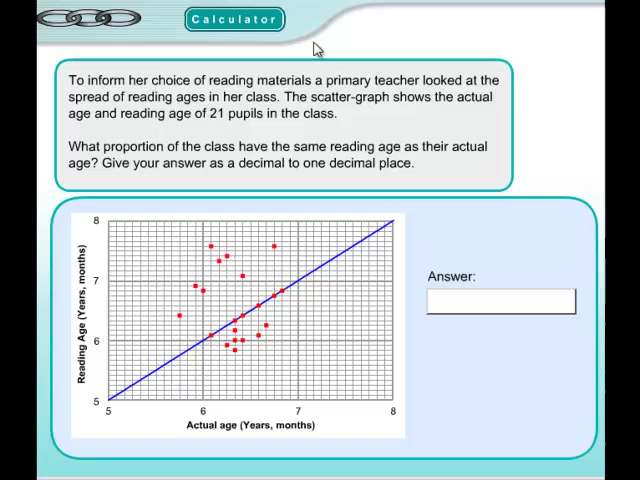 Calculator
To inform her choice of reading materials a primary teacher looked at the
spread of reading ages in her class. The scatter-graph shows the actual
age and reading age of 21 pupils in the class.
What proportion of the class have the same reading age as their actual
age? Give your answer as a decimal to one decimal place.
8
7
6
5
Reading Age (Years, months)
5 6 7 8
Actual age (Years, months)
Answer: